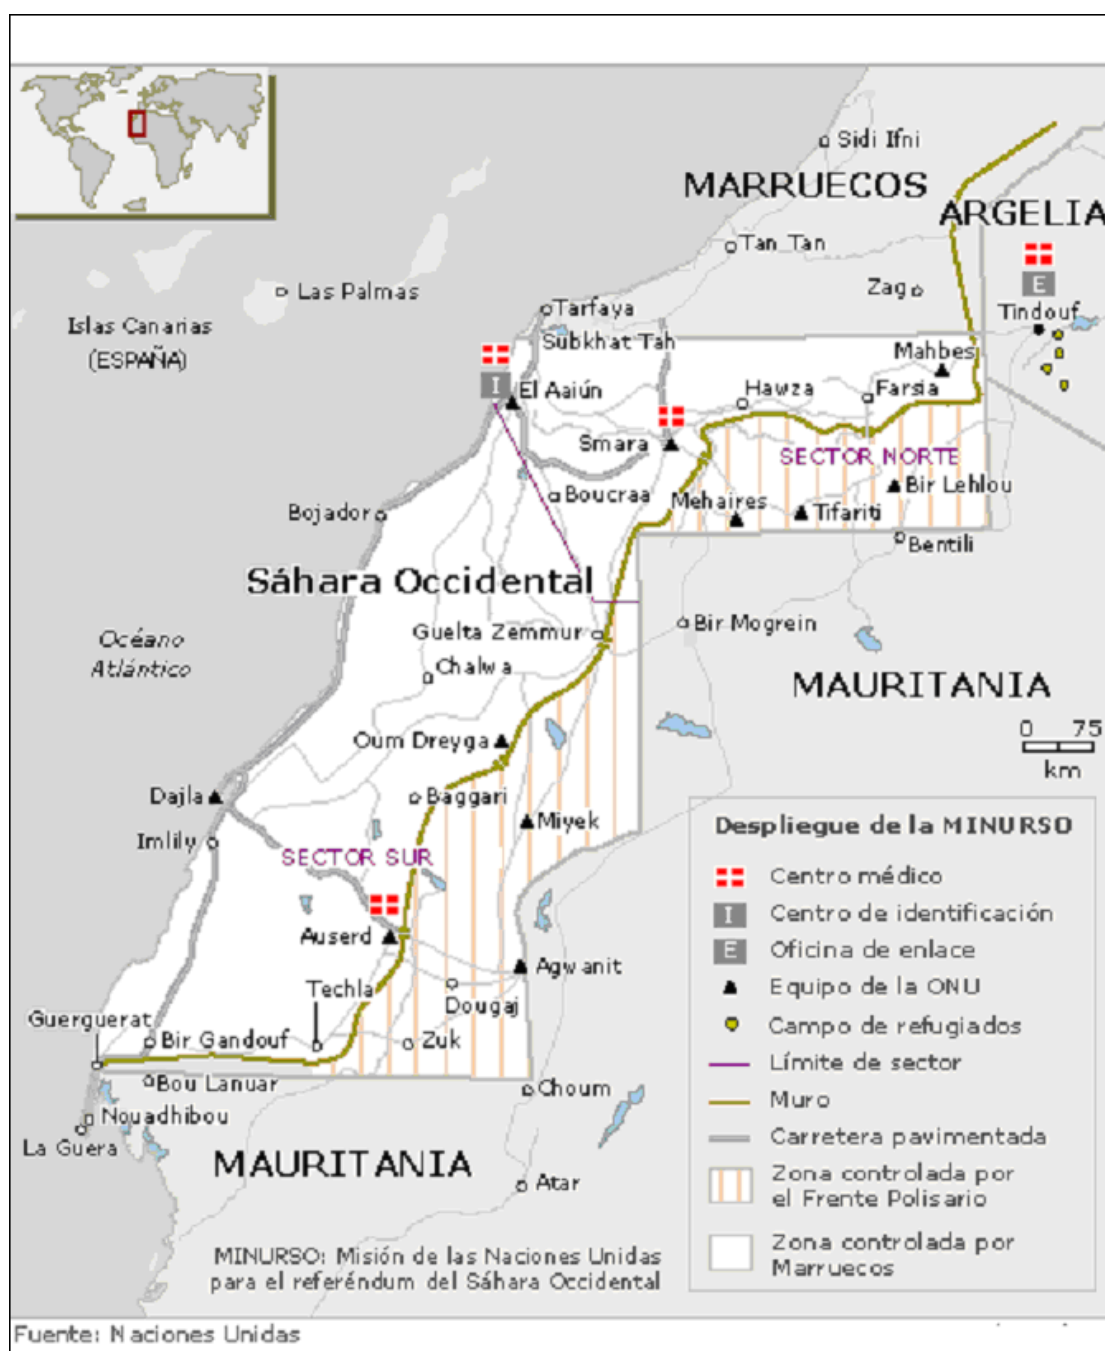 Sidi Ifni
MARRUECOS
ARGELIA
Tan Tan
E
Zag
Tindouf
Las Palmas
Tarfaya
Islas Canarias
(ESPAÑA)
Subkhat Tah
Mahbes
I
El Aaiún
Hawza
Farsia
Smara
SECTOR NORTE
Boucraa
Mehaires
Bir Lehlou
Bojador
Tifariti
Bentili
Sáhara Occidental
Océano
Atlántico
Guelta Zemmur
Bir Mogrein
Chalwa
MAURITANIA
Oum Dreyga
0 75
km
Dajla
Baggari
Miyek
Imlily
SECTOR SUR
Auserd
Agwanit
Techla
Dougaj
Guerguerat
Bir Gandouf
Zuk
Bou Lanuar
Choum
Nouadhibou
La Guera
MAURITANIA
Atar
Despliegue de la MINURSO
Centro médico
I Centro de identificación
E Oficina de enlace
Equipo de la ONU
Campo de refugiados
Límite de sector
Muro
Carretera pavimentada
Zona controlada por
el Frente Polisario
Zona controlada por
Marruecos
MINURSO: Misión de las Naciones Unidas
para el referéndum del Sáhara Occidental
Fuente: Naciones Unidas